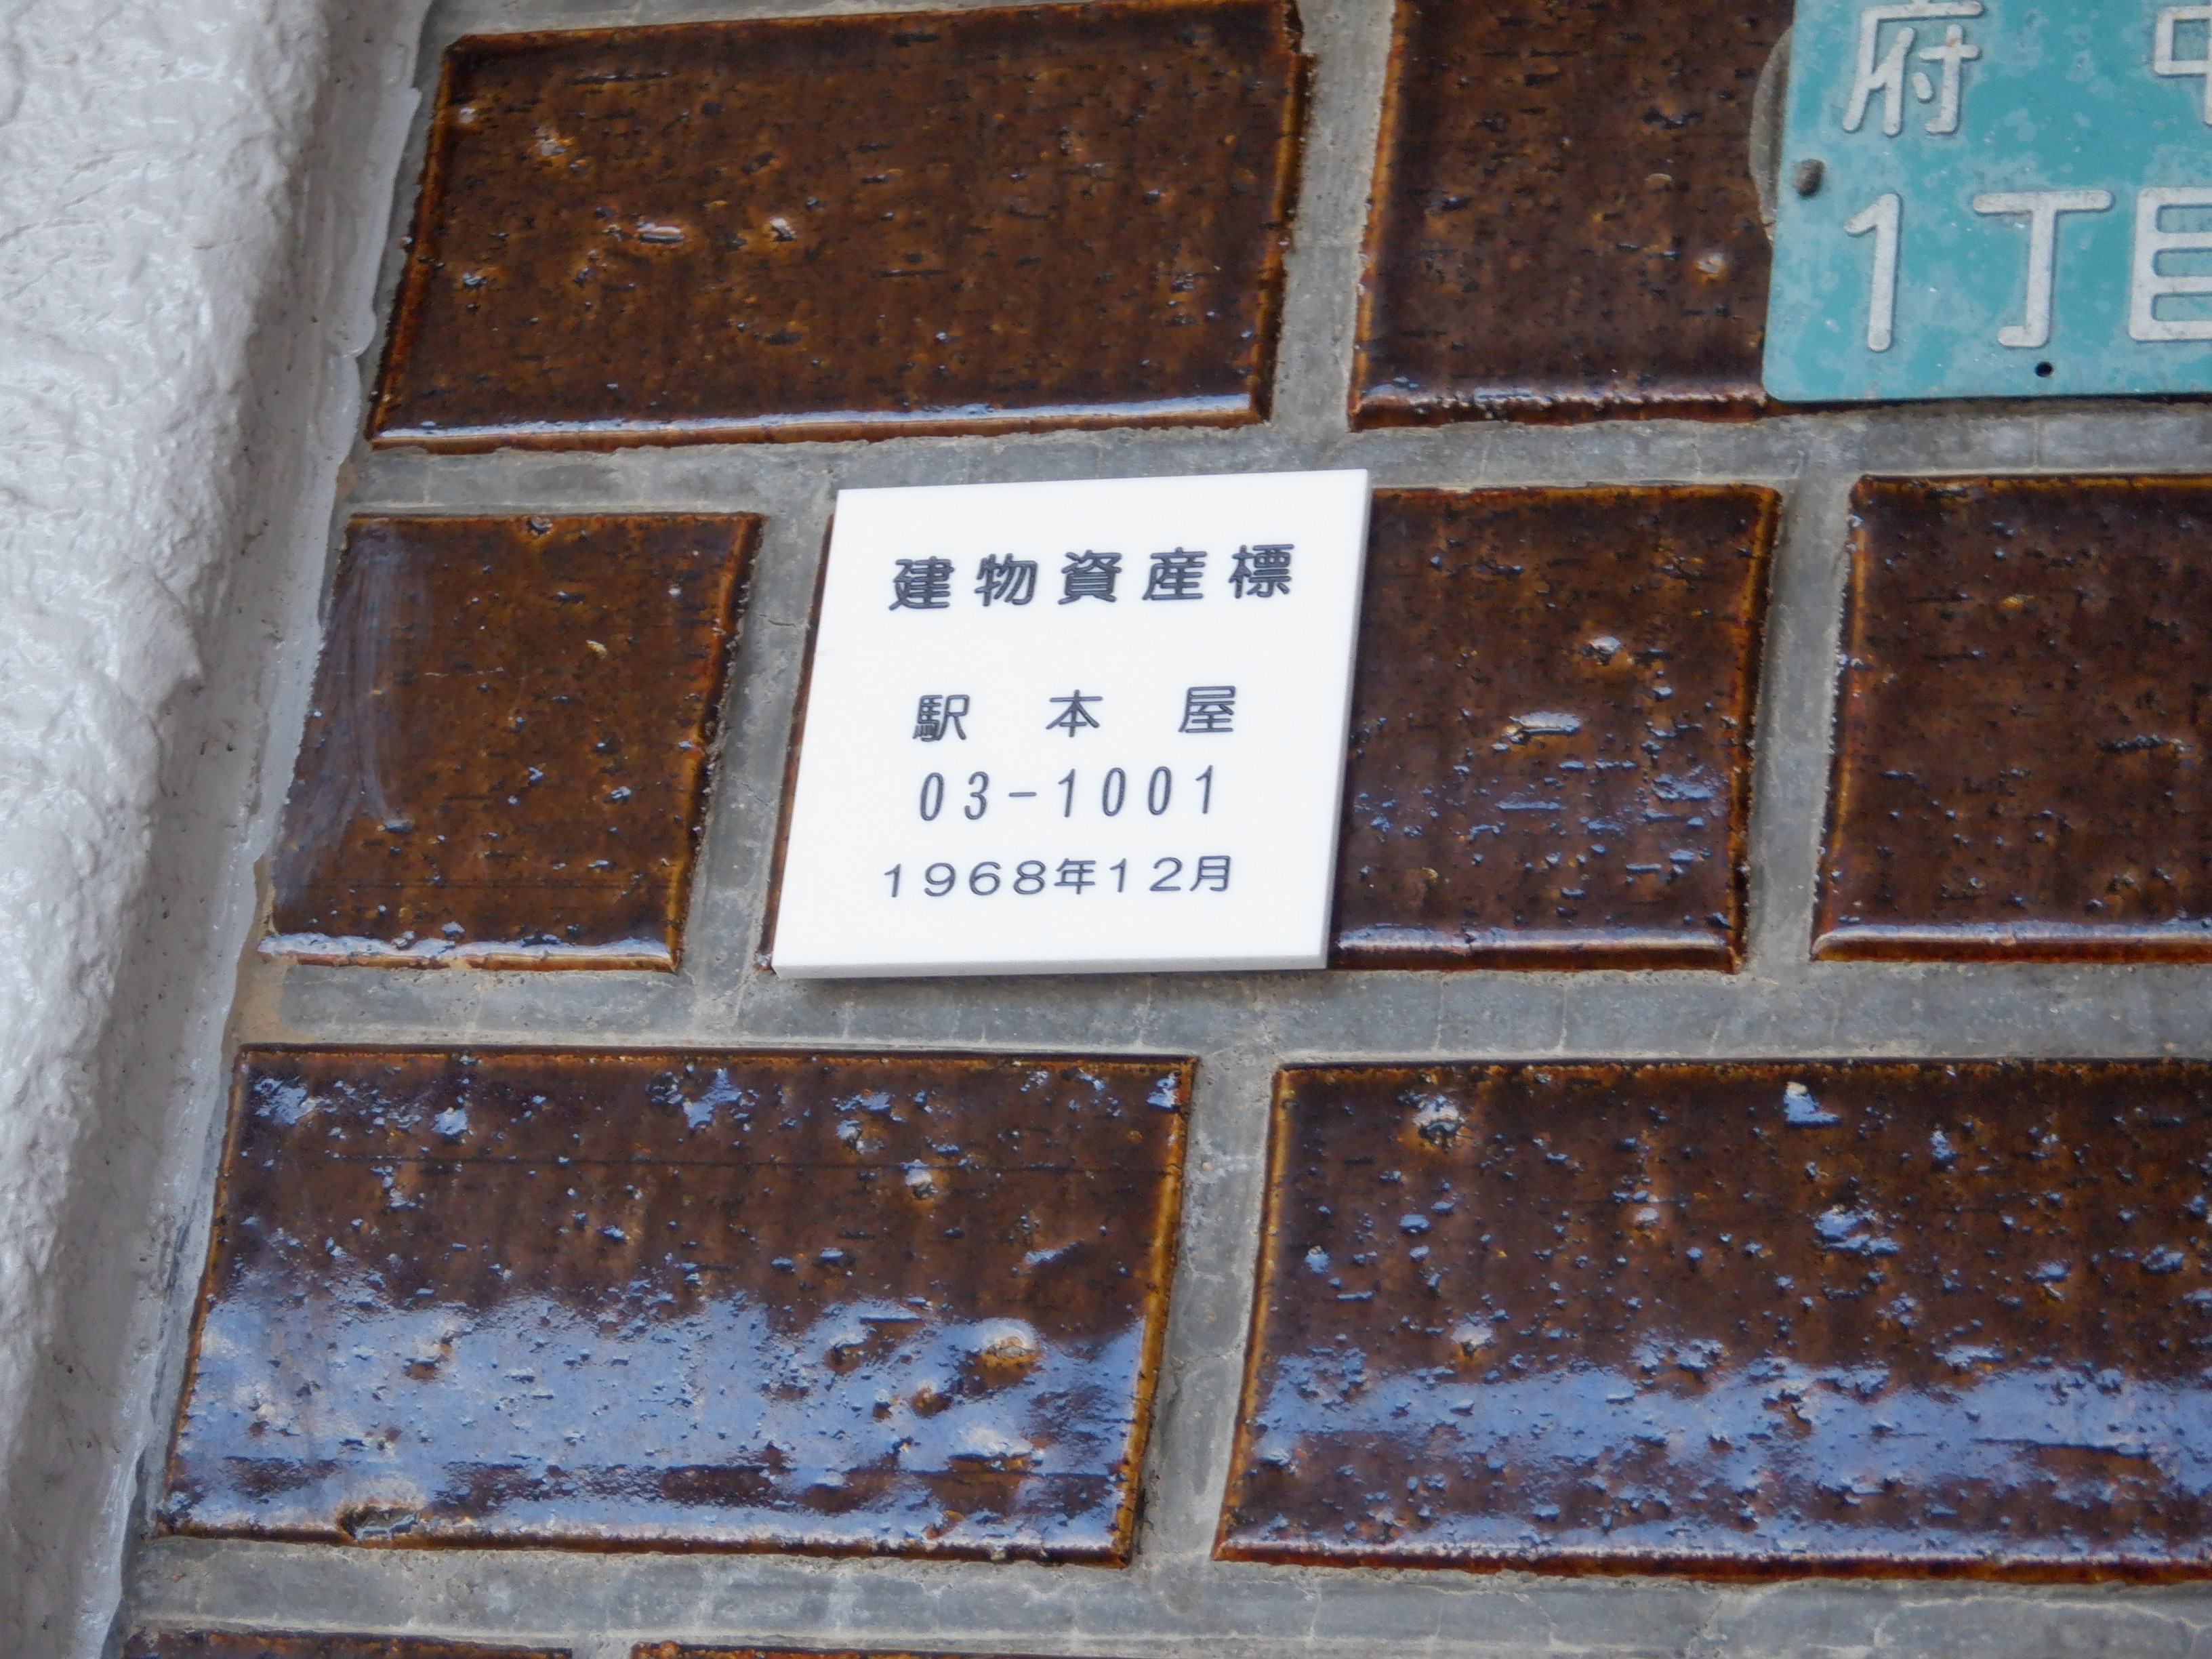 府中
1丁目
建物資産標
駅本屋
03-1001
1968年12月